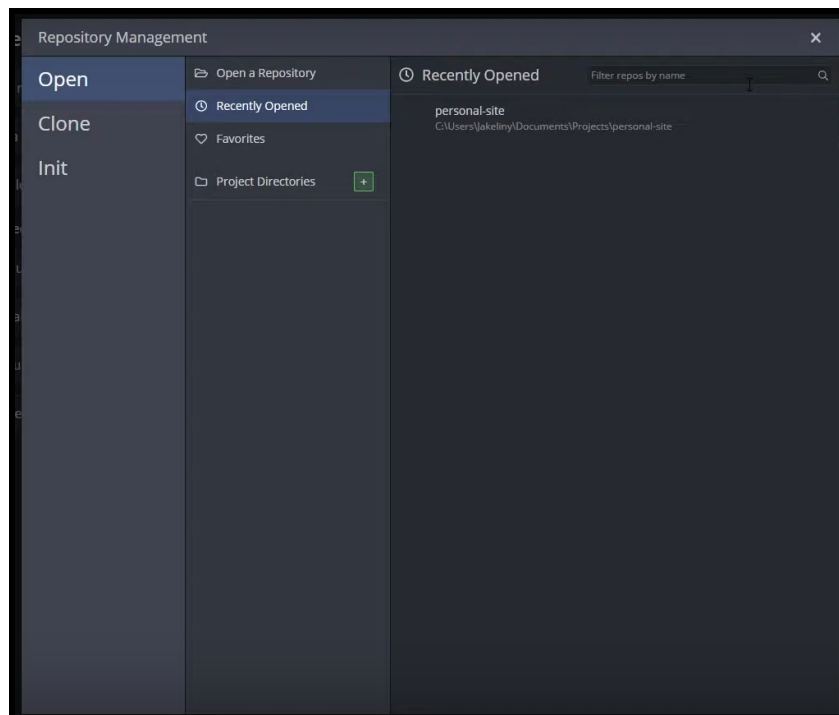 Repository Management
Open
Clone
Init
Open a Repository
Recently Opened
Favorites
Project Directories
+
Recently Opened
Filter repos by name
personal-site
C:\Users\Jakeliny\Documents\Projects\personal-site